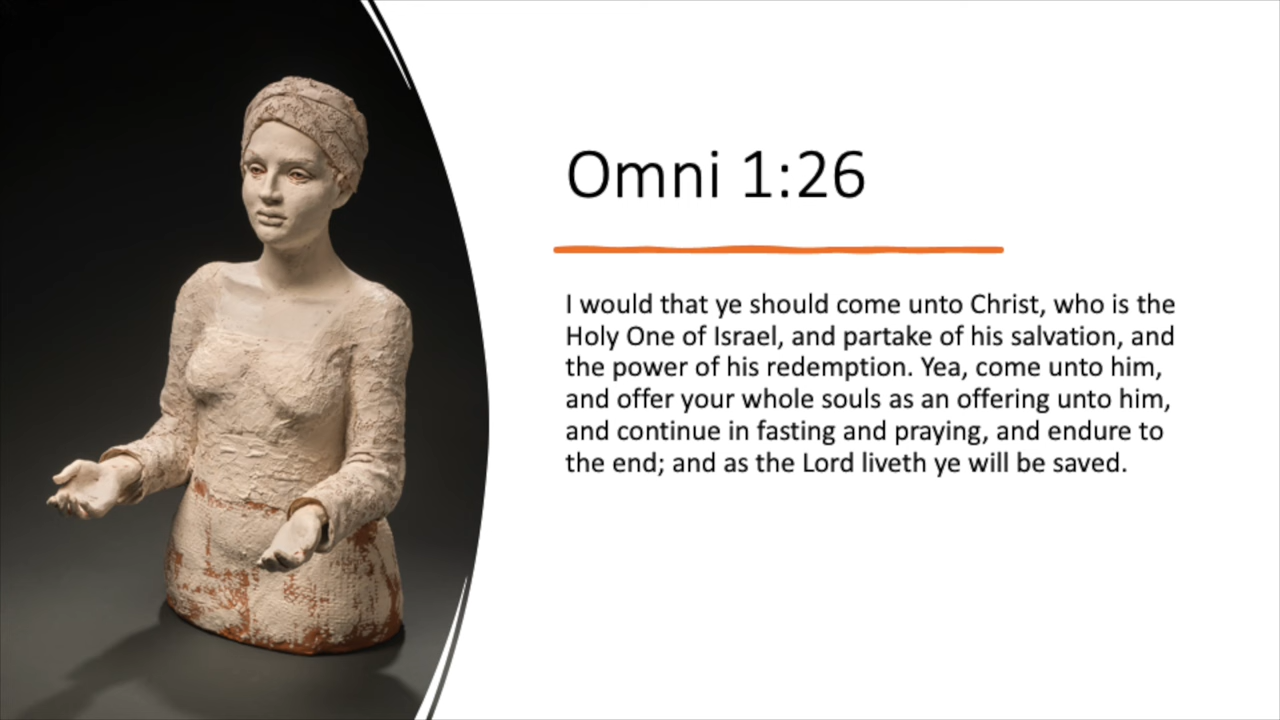 Omni 1:26
I would that ye should come unto Christ, who is the
Holy One of Israel, and partake of his salvation, and
the power of his redemption. Yea, come unto him,
and offer your whole souls as an offering unto him,
and continue in fasting and praying, and endure to
the end; and as the Lord liveth ye will be saved.